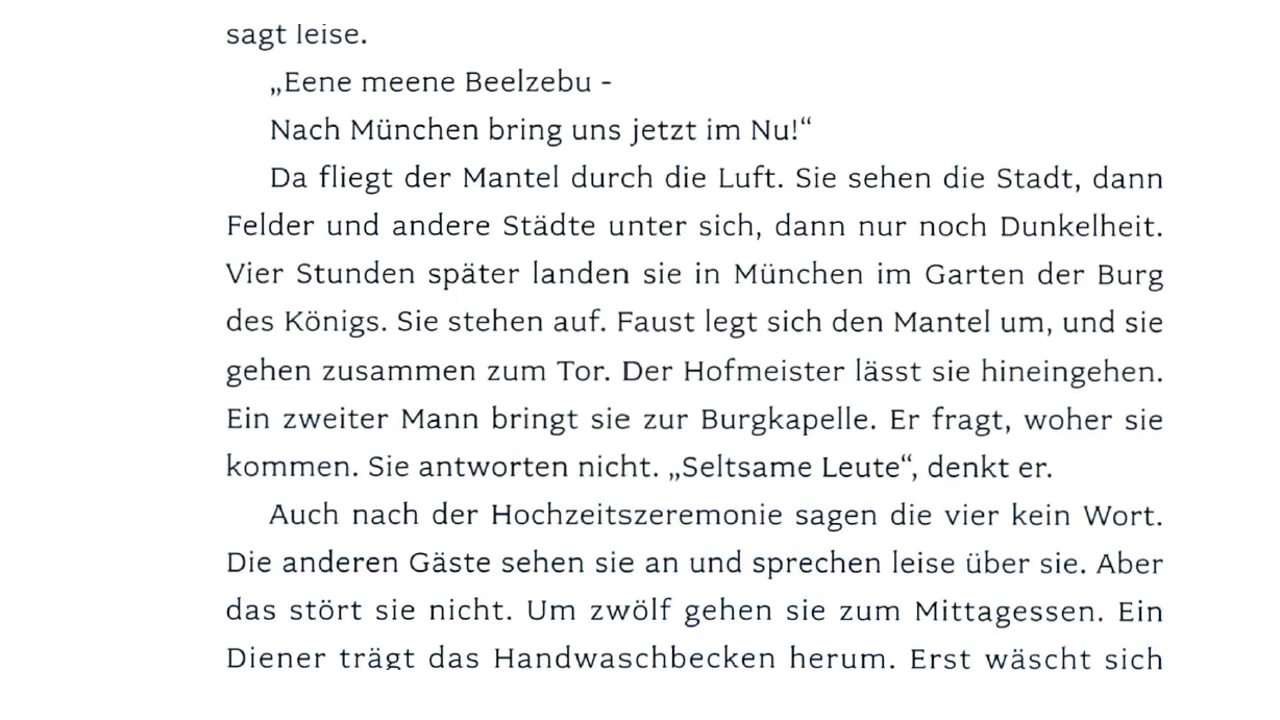 sagt leise.
„Eene meene Beelzebu -
Nach München bring uns jetzt im Nu!“
Da fliegt der Mantel durch die Luft. Sie sehen die Stadt, dann
Felder und andere Städte unter sich, dann nur noch Dunkelheit.
Vier Stunden später landen sie in München im Garten der Burg
des Königs. Sie stehen auf. Faust legt sich den Mantel um, und sie
gehen zusammen zum Tor. Der Hofmeister lässt sie hineingehen.
Ein zweiter Mann bringt sie zur Burgkapelle. Er fragt, woher sie
kommen. Sie antworten nicht. „Seltsame Leute“, denkt er.
Auch nach der Hochzeitszeremonie sagen die vier kein Wort.
Die anderen Gäste sehen sie an und sprechen leise über sie. Aber
das stört sie nicht. Um zwölf gehen sie zum Mittagessen. Ein
Diener trägt das Handwaschbecken herum. Erst wäscht sich